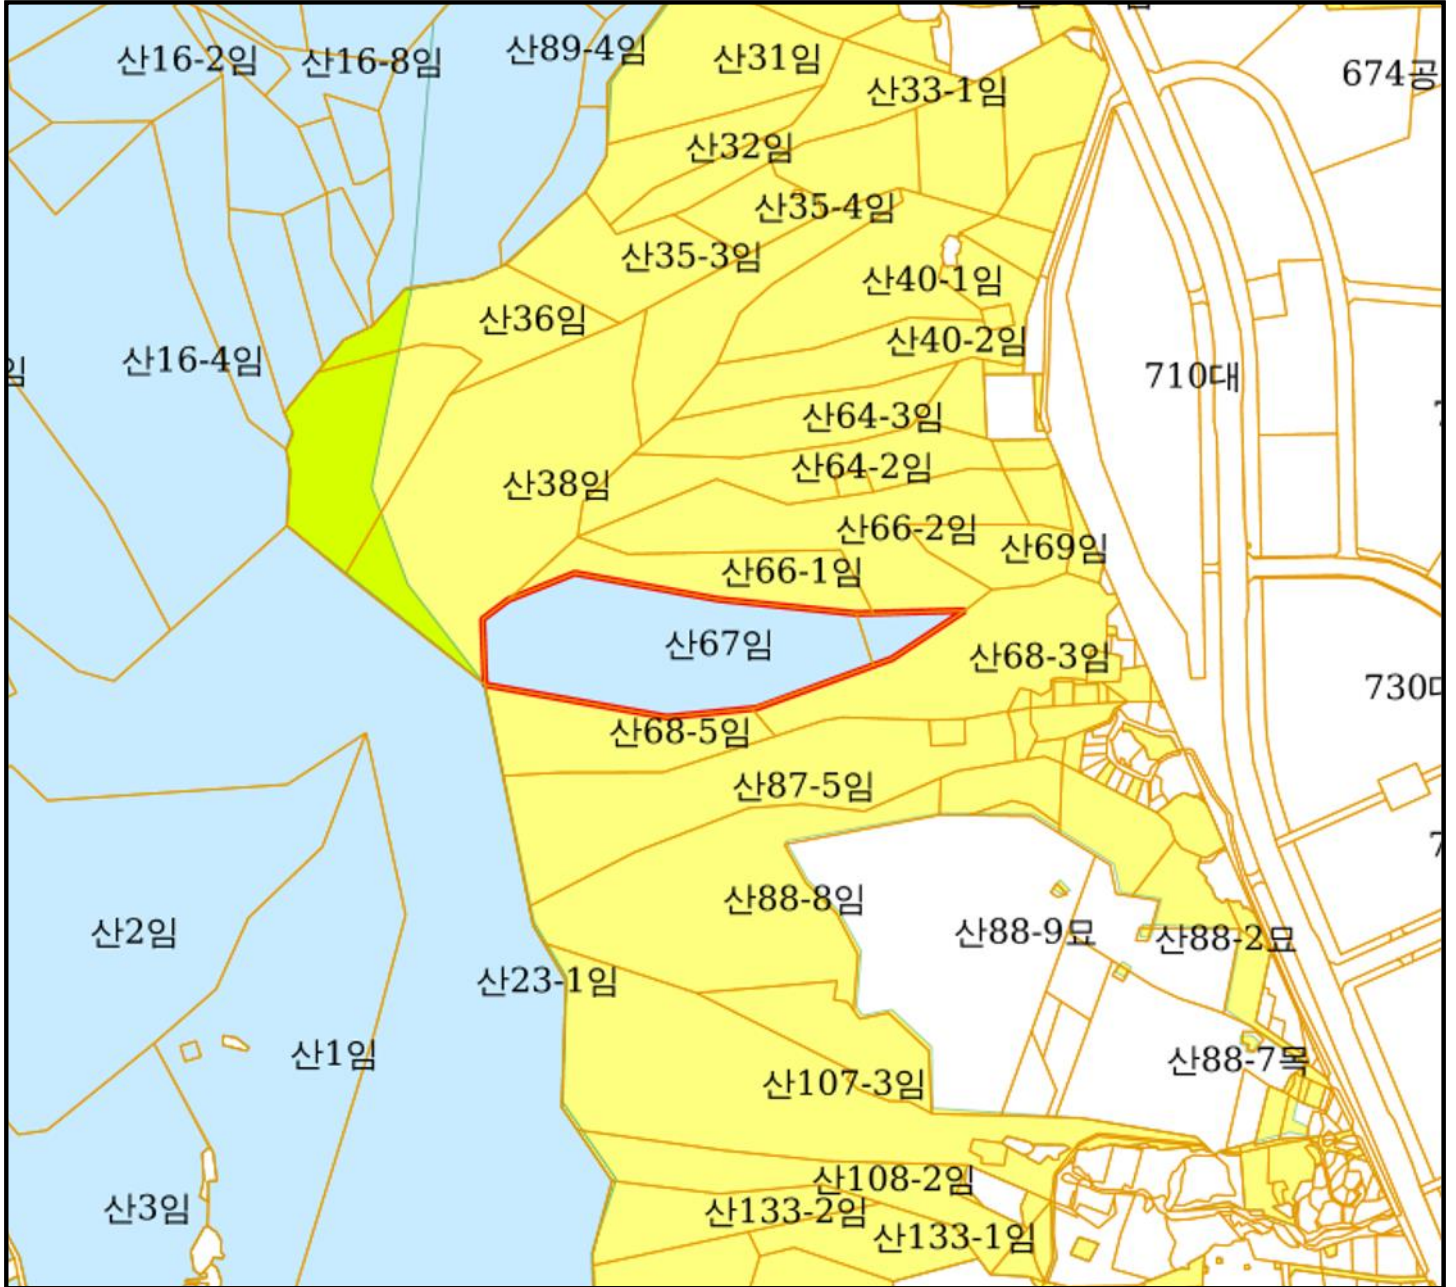 산89-4임
산31임
산16-2임
산16-8임
674공
산33-1임
산32임
산35-4임
산35-3임
산40-1임
산36임
산40-2임
산16-4임
임
710대
산64-3임
산64-2임
산38임
산66-2임
산69임
산66-1임
산67임
산68-3임
730대
산68-5임
산87-5임
산88-8임
산2임
산88-9묘
산88-2묘
산23-1임
산1임
산88-7목
산107-3임
산108-2임
산3임
산133-2임
산133-1임